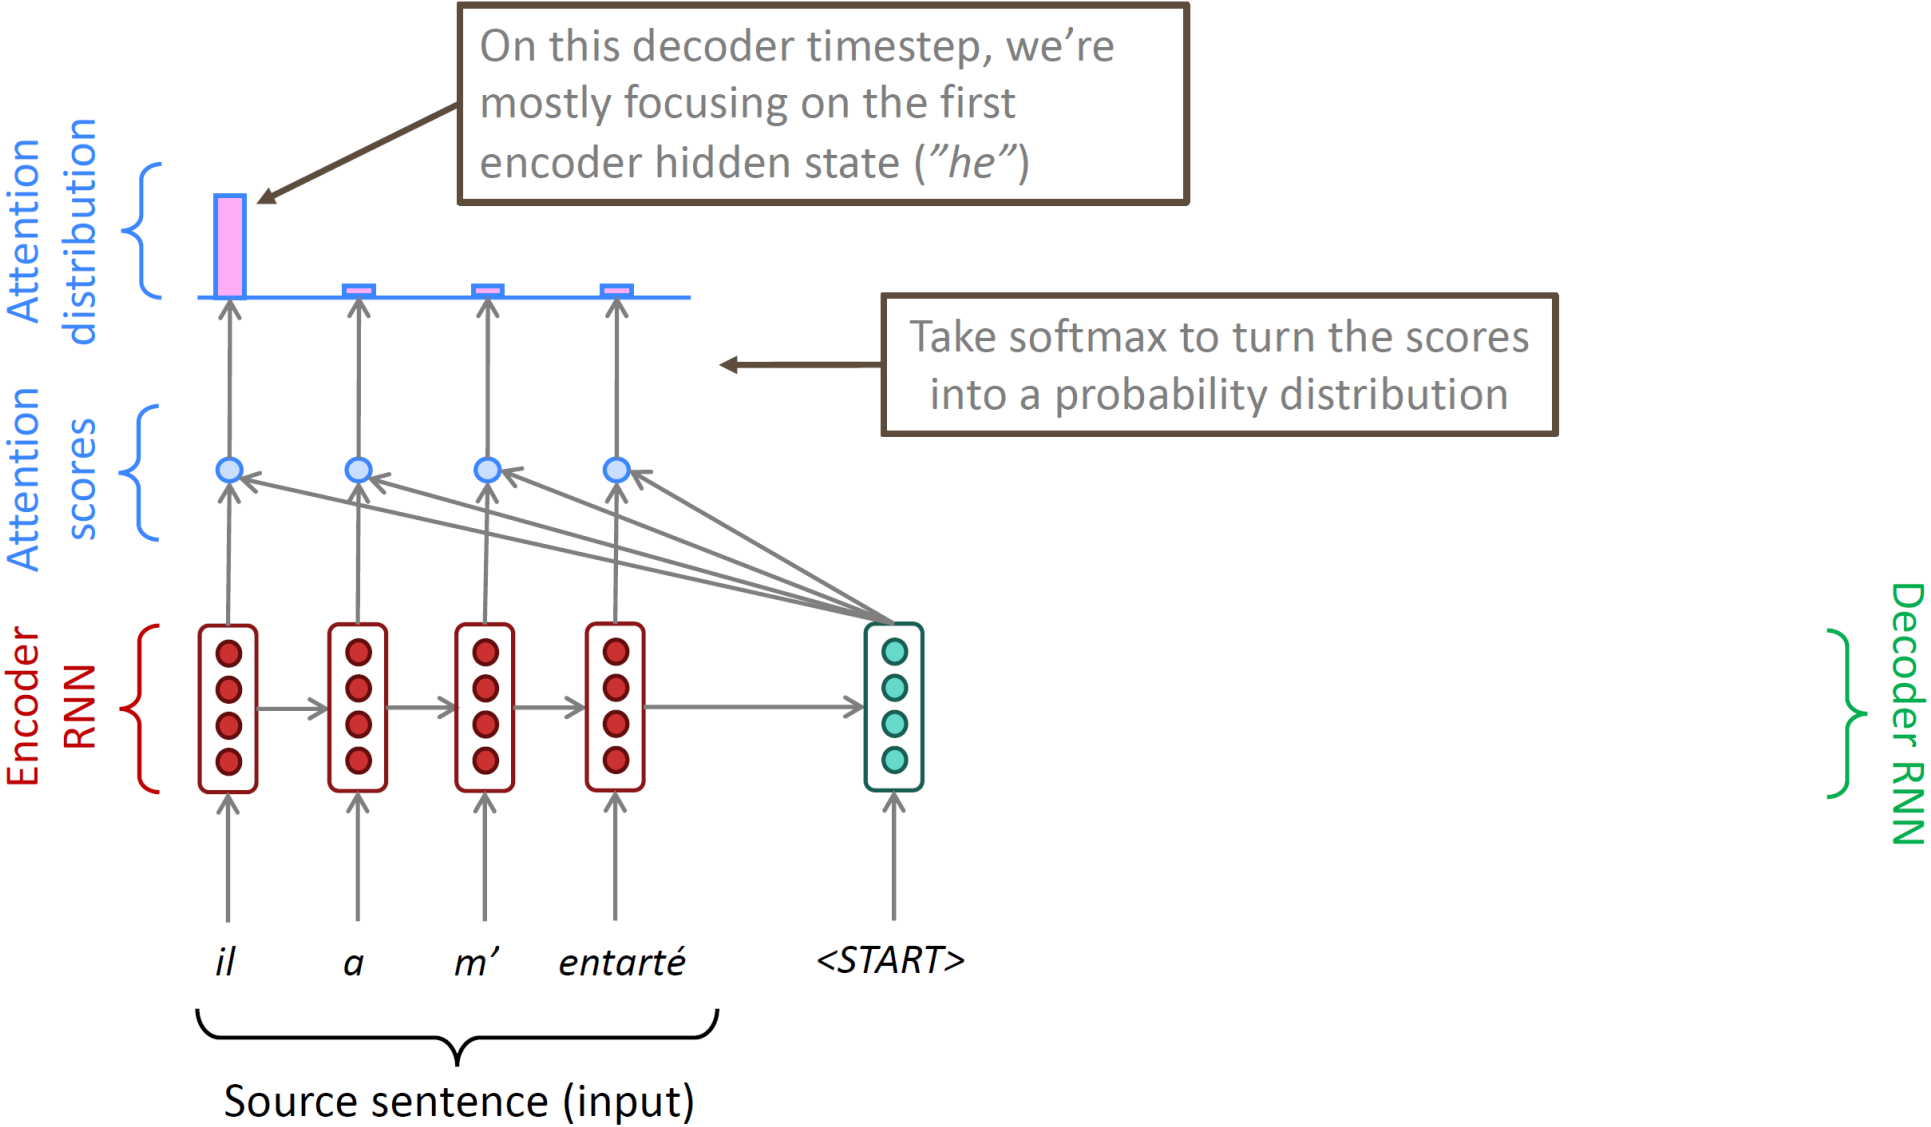 On this decoder timestep, we’re
mostly focusing on the first
encoder hidden state (”he”)
Attention
distribution
Take softmax to turn the scores
into a probability distribution
Attention
scores
Encoder
RNN
Decoder RNN
il a m’ entarté <START>
Source sentence (input)